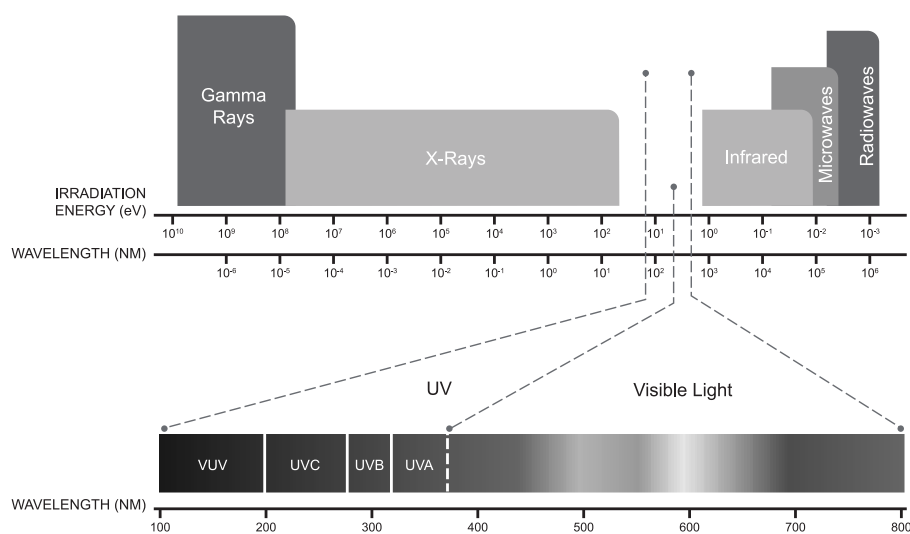 Gamma
Rays
X-Rays
Infrared
Microwaves
Radiowaves
IRRADIATION
ENERGY (eV)
10¹⁰ 10⁹ 10⁸ 10⁷ 10⁶ 10⁵ 10⁴ 10³ 10² 10¹ 10⁰ 10⁻¹ 10⁻² 10⁻³
WAVELENGTH (NM)
10⁻⁶ 10⁻⁵ 10⁻⁴ 10⁻³ 10⁻² 10⁻¹ 10⁰ 10¹ 10² 10³ 10⁴ 10⁵ 10⁶
UV Visible Light
VUV UVC UVB UVA
WAVELENGTH (NM)
100 200 300 400 500 600 700 800